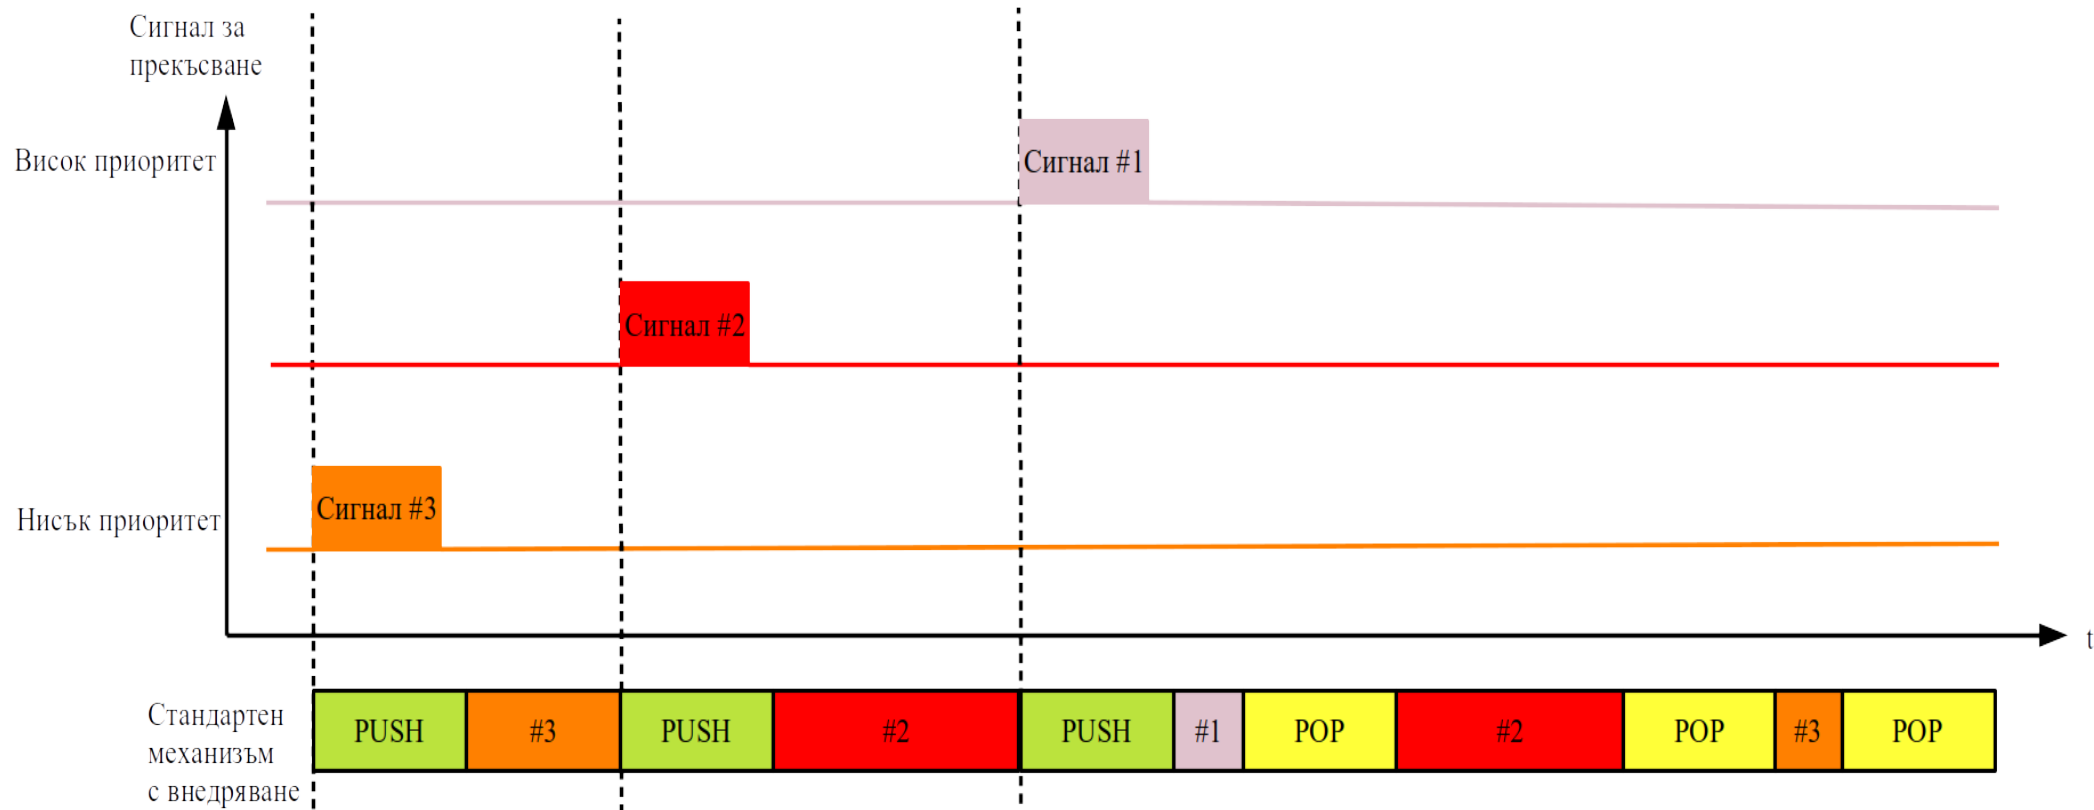 Сигнал за
прекъсване
Висок приоритет
Сигнал #1
Сигнал #2
Нисък приоритет
Сигнал #3
t
Стандартен
механизъм
с внедряване
PUSH #3 PUSH #2 PUSH #1 POP #2 POP #3 POP